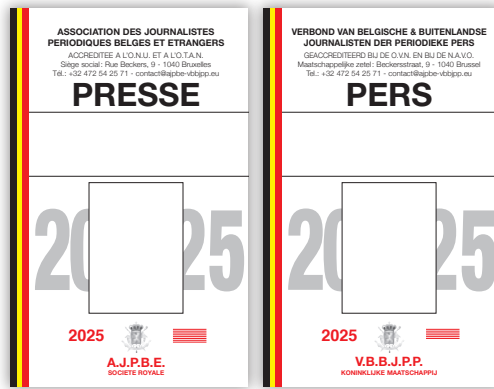 ASSOCIATION DES JOURNALISTES
PERIODIQUES BELGES ET ETRANGERS
ACCREDITEE A L'O.N.U. ET A L'O.T.A.N.
Siège social : Rue Beckers, 9 - 1040 Bruxelles
Tél.: +32 472 54 25 71 - contact@ajpbe-vbbjpp.eu
PRESSE
2025
2025
A.J.P.B.E.
SOCIETE ROYALE
VERBOND VAN BELGISCHE & BUITENLANDSE
JOURNALISTEN DER PERIODIEKE PERS
GEACCREDITEERD BIJ DE O.V.N. EN BIJ DE N.A.V.O.
Maatschappelijke zetel : Beckersstraat, 9 - 1040 Brussel
Tel.: +32 472 54 25 71 - contact@ajpbe-vbbjpp.eu
PERS
2025
2025
V.B.B.J.P.P.
KONINKLIJKE MAATSCHAPPIJ